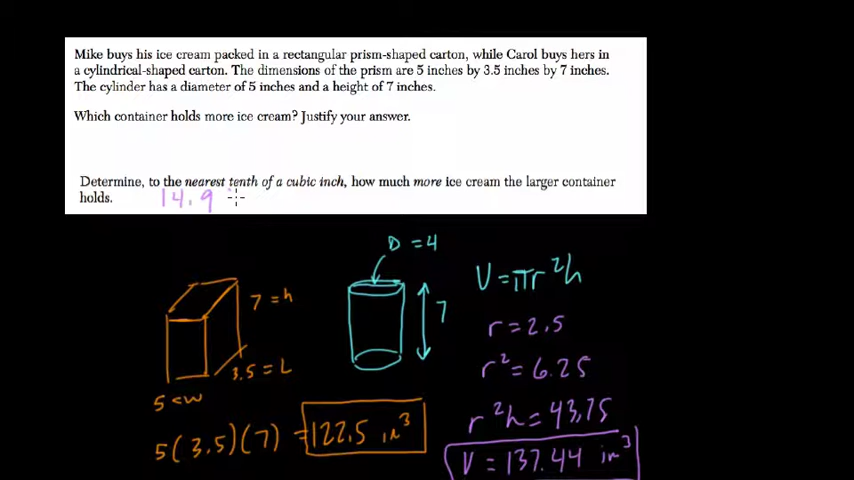 Mike buys his ice cream packed in a rectangular prism-shaped carton, while Carol buys hers in
a cylindrical-shaped carton. The dimensions of the prism are 5 inches by 3.5 inches by 7 inches.
The cylinder has a diameter of 5 inches and a height of 7 inches.
Which container holds more ice cream? Justify your answer.
Determine, to the nearest tenth of a cubic inch, how much more ice cream the larger container
holds. 14.9
D = 4
V = πr²h
7 = h
7
r = 2.5
3.5 = L
r² = 6.25
5 = w
r²h = 43.75
5(3.5)(7) = 122.5 in³
V = 137.44 in³